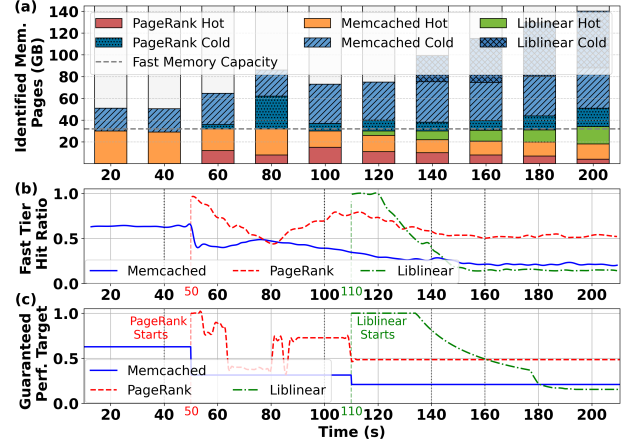 (a)
140
120
100
80
60
40
20
Identified Mem.
Pages (GB)
PageRank Hot
Memcached Hot
Liblinear Hot
PageRank Cold
Memcached Cold
Liblinear Cold
Fast Memory Capacity
20 40 60 80 100 120 140 160 180 200
(b)
1.0
0.5
0.0
Fast Tier
Hit Ratio
Memcached
PageRank
Liblinear
20 40 60 80 100 120 140 160 180 200
50
110
(c)
1.0
0.5
0.0
Guaranteed
Perf. Target
PageRank
Starts
Liblinear
Starts
Memcached
PageRank
Liblinear
20 40 60 80 100 120 140 160 180 200
50
110
Time (s)